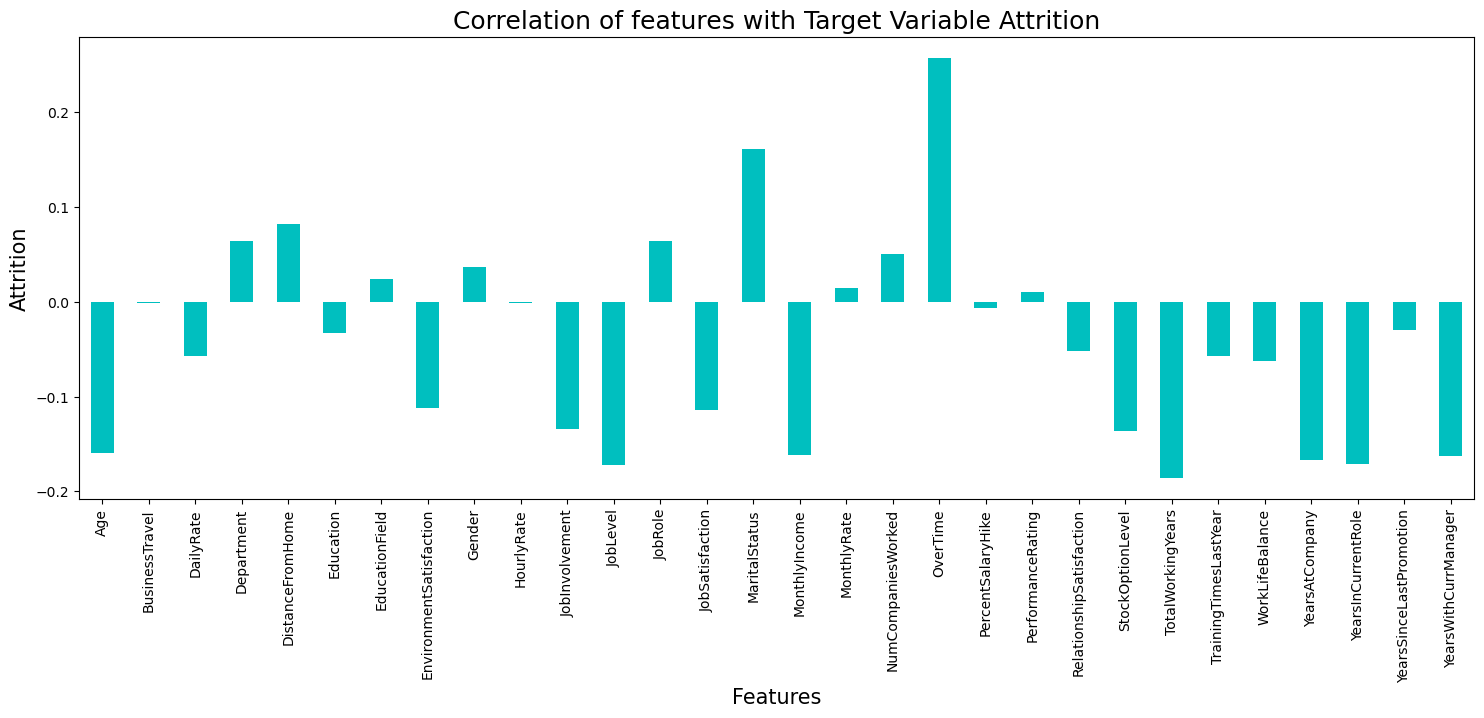 Correlation of features with Target Variable Attrition
Attrition
0.2
0.1
0.0
−0.1
−0.2
Age
BusinessTravel
DailyRate
Department
DistanceFromHome
Education
EducationField
EnvironmentSatisfaction
Gender
HourlyRate
JobInvolvement
JobLevel
JobRole
JobSatisfaction
MaritalStatus
MonthlyIncome
MonthlyRate
NumCompaniesWorked
OverTime
PercentSalaryHike
PerformanceRating
RelationshipSatisfaction
StockOptionLevel
TotalWorkingYears
TrainingTimesLastYear
WorkLifeBalance
YearsAtCompany
YearsInCurrentRole
YearsSinceLastPromotion
YearsWithCurrManager
Features